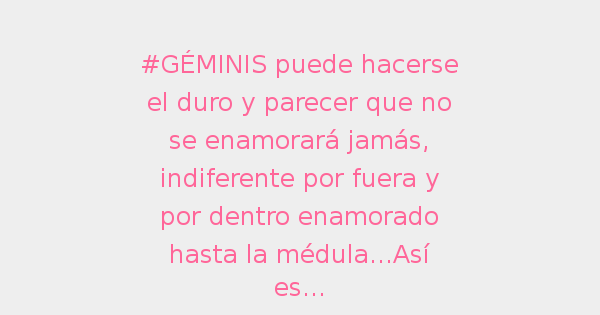 #GÉMINIS puede hacerse
el duro y parecer que no
se enamorará jamás,
indiferente por fuera y
por dentro enamorado
hasta la médula...Así
es...